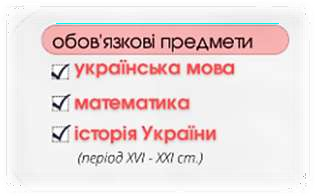 обов'язкові предмети
українська мова
математика
історія України
(період XVI - XXI ст.)